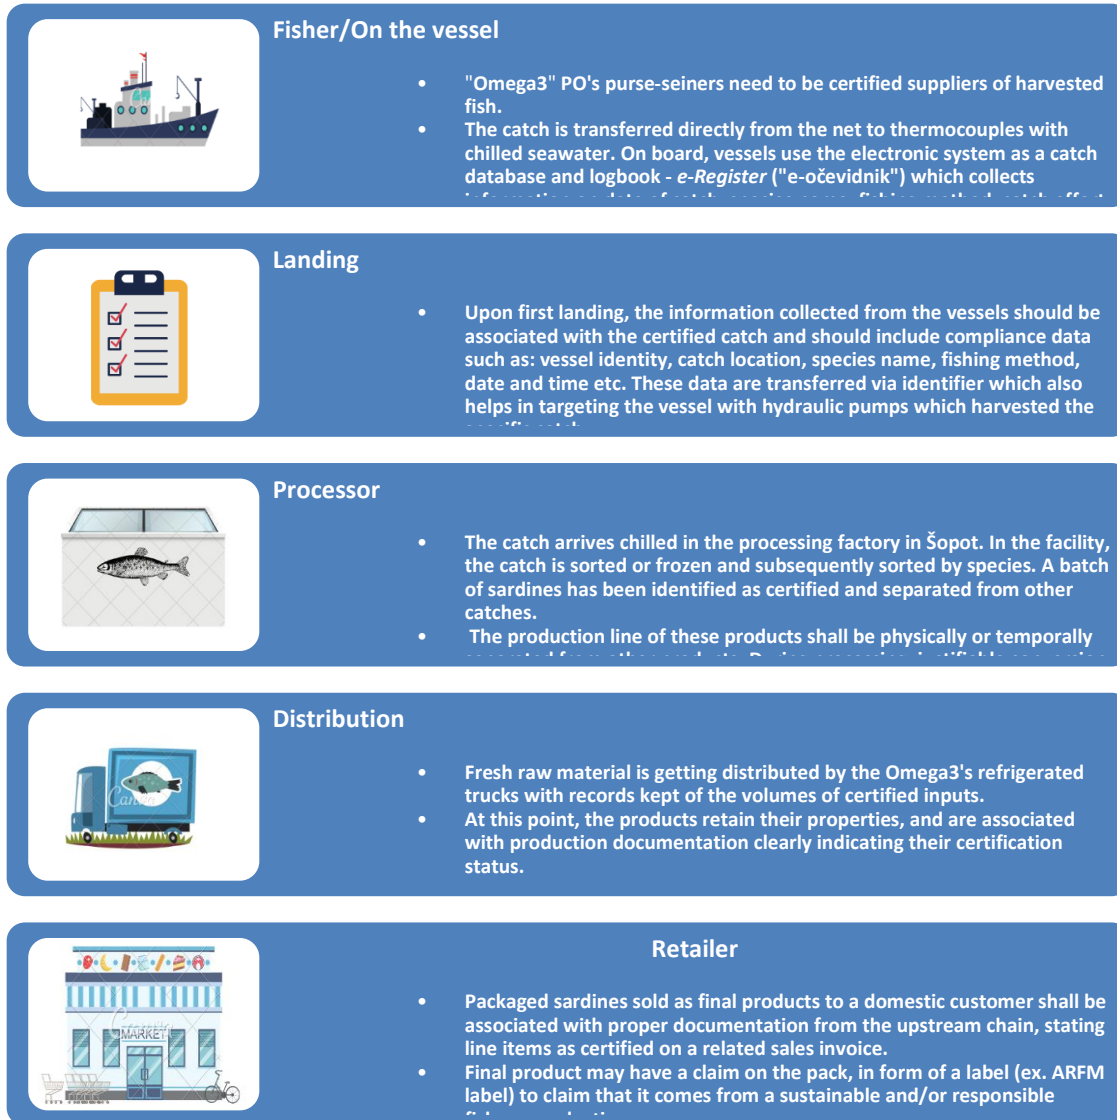 Fisher/On the vessel
• "Omega3" PO's purse-seiners need to be certified suppliers of harvested
fish.
• The catch is transferred directly from the net to thermocouples with
chilled seawater. On board, vessels use the electronic system as a catch
database and logbook - e-Register ("e-očevidnik") which collects
Landing
• Upon first landing, the information collected from the vessels should be
associated with the certified catch and should include compliance data
such as: vessel identity, catch location, species name, fishing method,
date and time etc. These data are transferred via identifier which also
helps in targeting the vessel with hydraulic pumps which harvested the
Processor
• The catch arrives chilled in the processing factory in Šopot. In the facility,
the catch is sorted or frozen and subsequently sorted by species. A batch
of sardines has been identified as certified and separated from other
catches.
• The production line of these products shall be physically or temporally
Distribution
Canva
• Fresh raw material is getting distributed by the Omega3's refrigerated
trucks with records kept of the volumes of certified inputs.
• At this point, the products retain their properties, and are associated
with production documentation clearly indicating their certification
status.
Retailer
MARKET
• Packaged sardines sold as final products to a domestic customer shall be
associated with proper documentation from the upstream chain, stating
line items as certified on a related sales invoice.
• Final product may have a claim on the pack, in form of a label (ex. ARFM
label) to claim that it comes from a sustainable and/or responsible